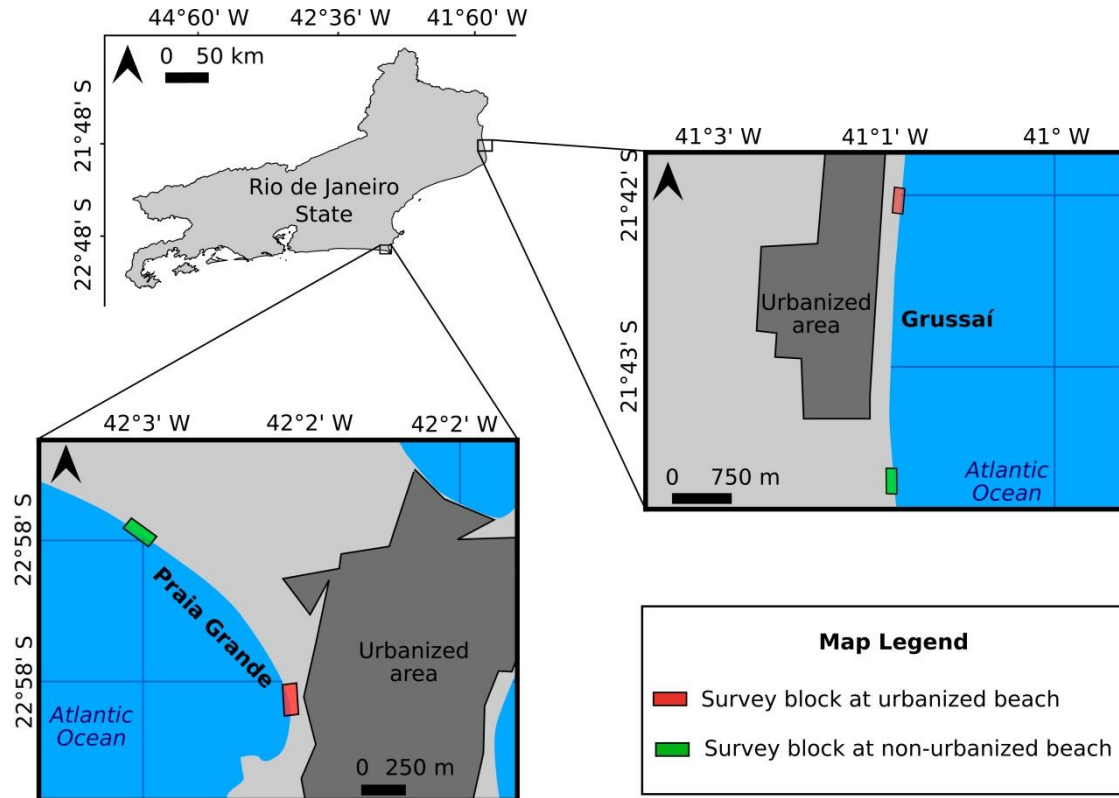 44°60' W
42°36' W
41°60' W
0 50 km
21°48' S
22°48' S
Rio de Janeiro
State
41°3' W
41°1' W
41° W
21°42' S
21°43' S
Urbanized
area
Grussaí
0 750 m
Atlantic
Ocean
42°3' W
42°2' W
42°2' W
22°58' S
22°58' S
Praia Grande
Urbanized
area
Atlantic
Ocean
0 250 m
Map Legend
Survey block at urbanized beach
Survey block at non-urbanized beach